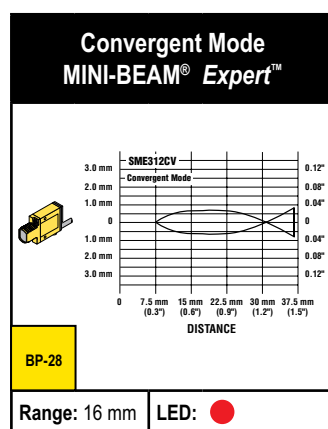 Convergent Mode
MINI-BEAM® Expert™
SME312CV
Convergent Mode
3.0 mm 0.12"
2.0 mm 0.08"
1.0 mm 0.04"
0 0
1.0 mm 0.04"
2.0 mm 0.08"
3.0 mm 0.12"
0 7.5 mm 15 mm 22.5 mm 30 mm 37.5 mm
(0.3") (0.6") (0.9") (1.2") (1.5")
DISTANCE
BP-28
Range: 16 mm LED: